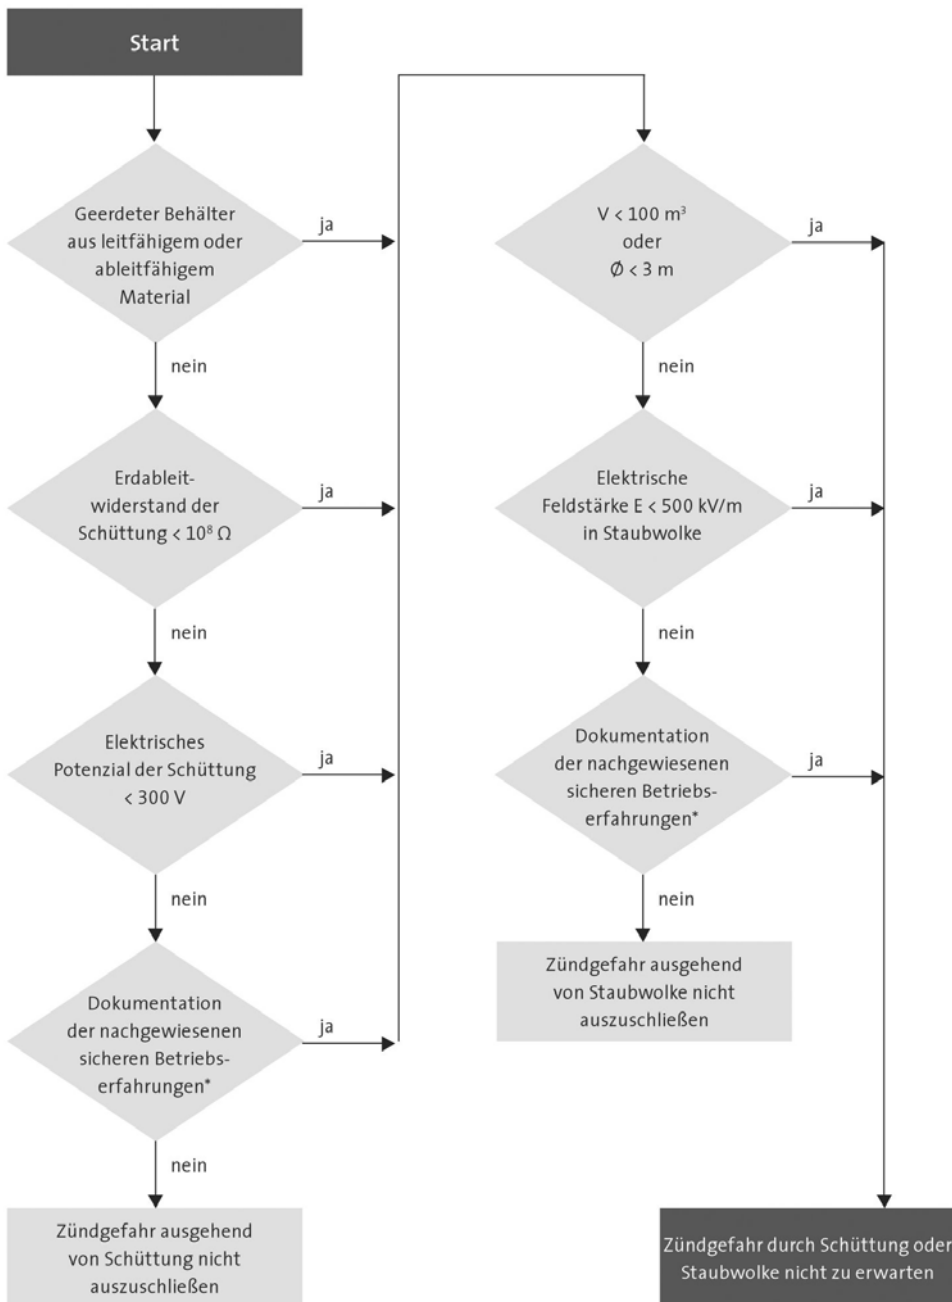 Start
Geerdeter Behälter
aus leitfähigem oder
ableitfähigem
Material
ja
nein
Erdableit-
widerstand der
Schüttung < 10⁸ Ω
ja
nein
Elektrisches
Potenzial der Schüttung
< 300 V
ja
nein
Dokumentation
der nachgewiesenen
sicheren Betriebs-
erfahrungen*
ja
nein
Zündgefahr ausgehend
von Schüttung nicht
auszuschließen
V < 100 m³
oder
Ø < 3 m
ja
nein
Elektrische
Feldstärke E < 500 kV/m
in Staubwolke
ja
nein
Dokumentation
der nachgewiesenen
sicheren Betriebs-
erfahrungen*
ja
nein
Zündgefahr ausgehend
von Staubwolke nicht
auszuschließen
Zündgefahr durch Schüttung oder
Staubwolke nicht zu erwarten